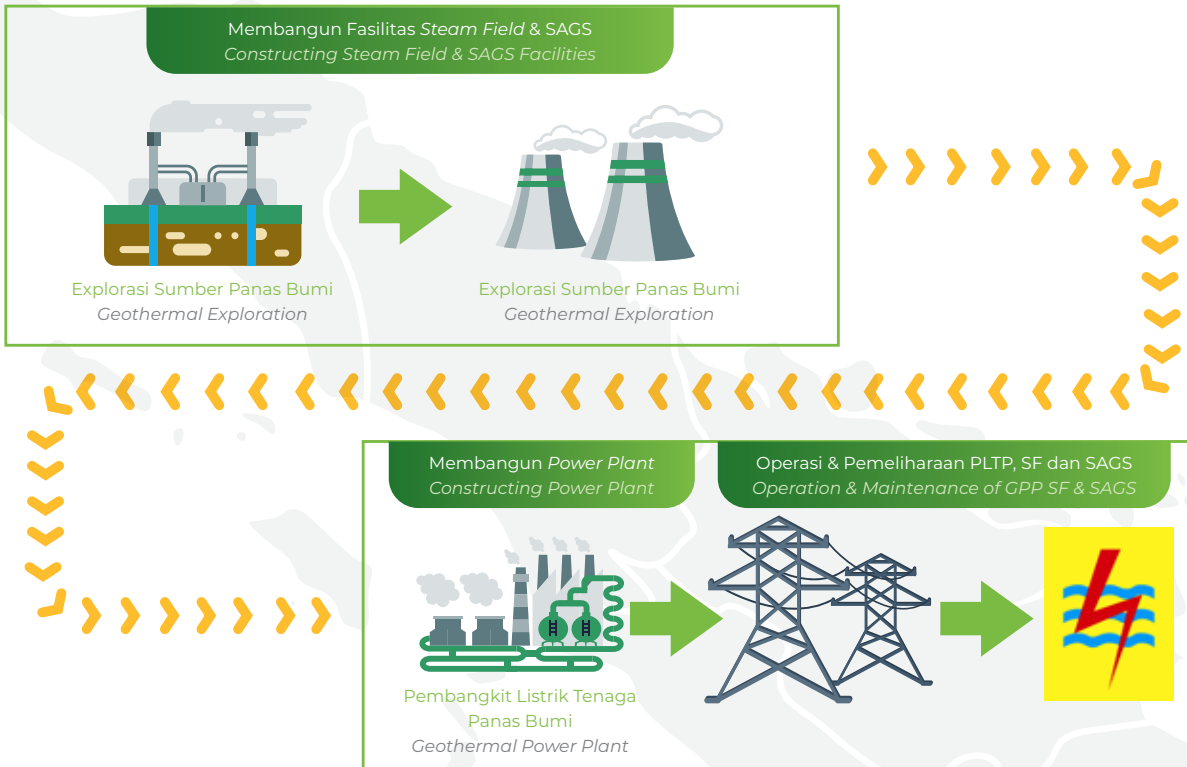 Membangun Fasilitas Steam Field & SAGS
Constructing Steam Field & SAGS Facilities
Explorasi Sumber Panas Bumi
Geothermal Exploration
Explorasi Sumber Panas Bumi
Geothermal Exploration
Membangun Power Plant
Constructing Power Plant
Operasi & Pemeliharaan PLTP, SF dan SAGS
Operation & Maintenance of GPP SF & SAGS
Pembangkit Listrik Tenaga
Panas Bumi
Geothermal Power Plant